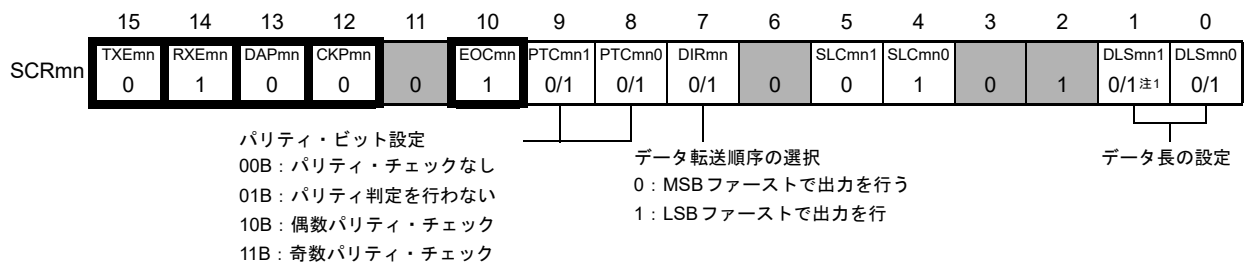 15 14 13 12 11 10 9 8 7 6 5 4 3 2 1 0
SCRmn
TXEmn RXEmn DAPmn CKPmn EOCmn PTCmn1 PTCmn0 DIRmn SLCmn1 SLCmn0 DLSmn1 DLSmn0
0 1 0 0 0 1 0/1 0/1 0/1 0 0 1 0 1 0/1注1 0/1
パリティ・ビット設定
00B：パリティ・チェックなし
01B：パリティ判定を行わない
10B：偶数パリティ・チェック
11B：奇数パリティ・チェック
データ転送順序の選択
0：MSBファーストで出力を行う
1：LSBファーストで出力を行
データ長の設定